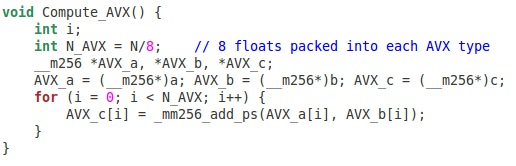 void Compute_AVX() {
    int i;
    int N_AVX = N/8;    // 8 floats packed into each AVX type
    __m256 *AVX_a, *AVX_b, *AVX_c;
    AVX_a = (__m256*)a; AVX_b = (__m256*)b; AVX_c = (__m256*)c;
    for (i = 0; i < N_AVX; i++) {
        AVX_c[i] = _mm256_add_ps(AVX_a[i], AVX_b[i]);
    }
}